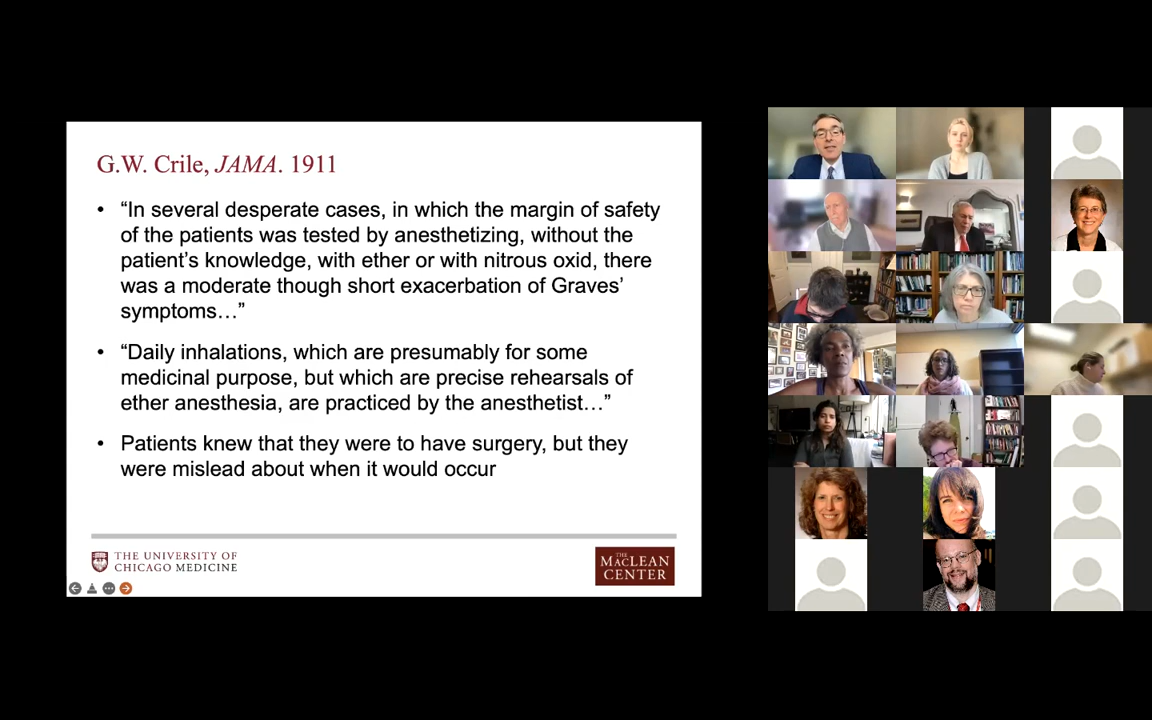 G.W. Crile, JAMA. 1911
• “In several desperate cases, in which the margin of safety
of the patients was tested by anesthetizing, without the
patient’s knowledge, with ether or with nitrous oxid, there
was a moderate though short exacerbation of Graves’
symptoms…”
• “Daily inhalations, which are presumably for some
medicinal purpose, but which are precise rehearsals of
ether anesthesia, are practiced by the anesthetist…”
• Patients knew that they were to have surgery, but they
were mislead about when it would occur
THE UNIVERSITY OF
CHICAGO MEDICINE
THE
MACLEAN
CENTER